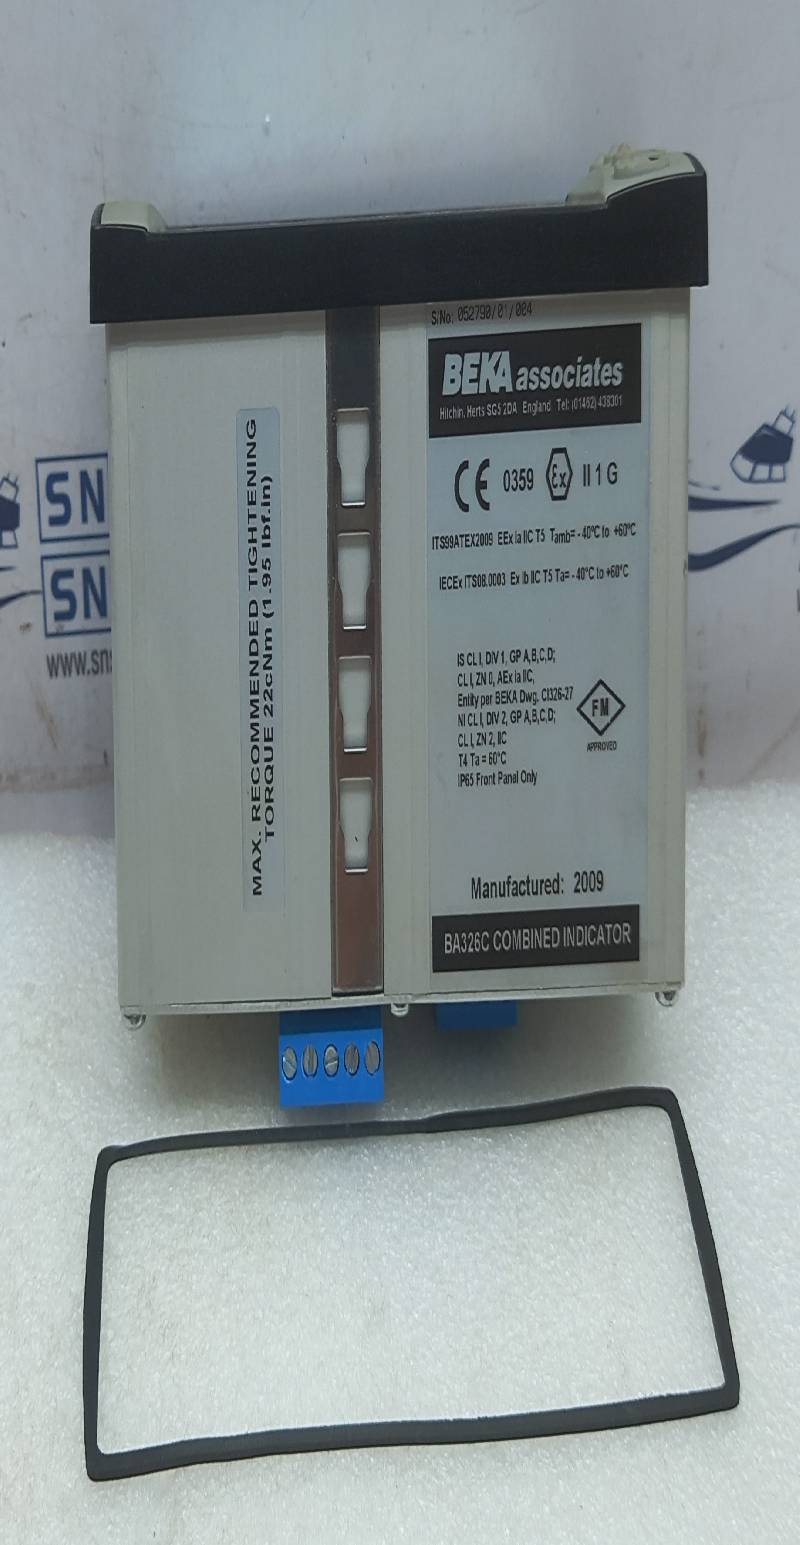 S/No: 052790/01/004
BEKA associates
Hitchin, Herts SG5 2DA England Tel: (01462) 438301
CE 0359 Ex II 1 G
ITS99ATEX2009 EEx ia IIC T5 Tamb= -40°C to +60°C
IECEx ITS08.0003 Ex ib IIC T5 Ta= -40°C to +60°C
IS CL I, DIV 1, GP A,B,C,D;
CL I, ZN 0, AEx ia IIC,
Entity per BEKA Dwg. CI326-27
NI CL I, DIV 2, GP A,B,C,D;
CL I, ZN 2, IIC
T4 Ta = 60°C
IP65 Front Panel Only
FM
APPROVED
Manufactured: 2009
BA326C COMBINED INDICATOR
MAX. RECOMMENDED TIGHTENING
TORQUE 22cNm (1.95 lbf.in)
SN
SN
www.sns